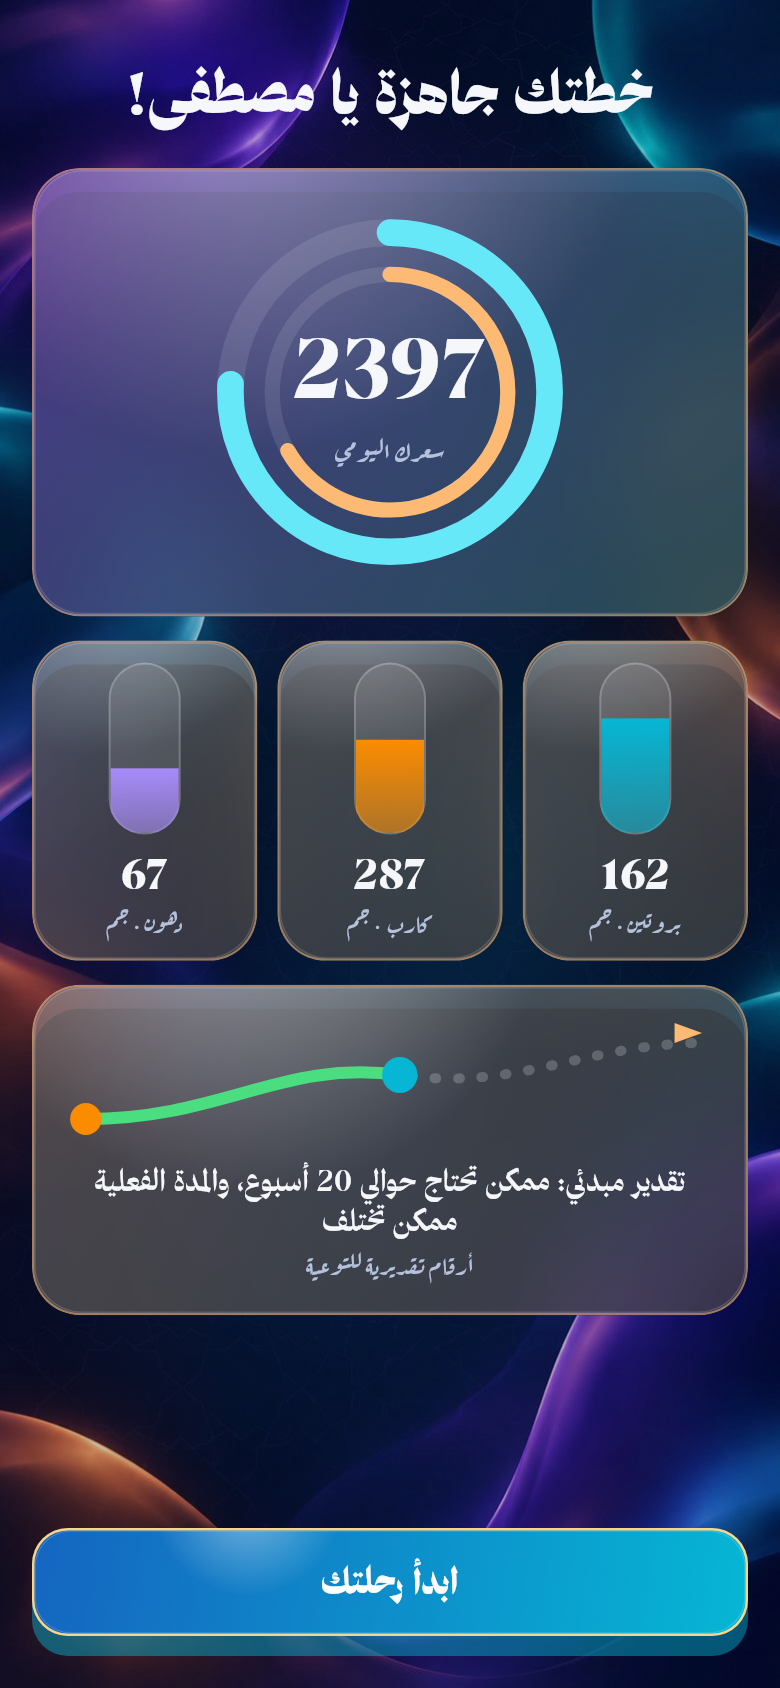 خطتك جاهزة يا مصطفى!
2397
سعرك اليومي
162
بروتين . جم
287
كارب . جم
67
دهون . جم
تقدير مبدئي: ممكن تحتاج حوالي 20 أسبوع، والمدة الفعلية
ممكن تختلف
أرقام تقديرية للتوعية
ابدأ رحلتك